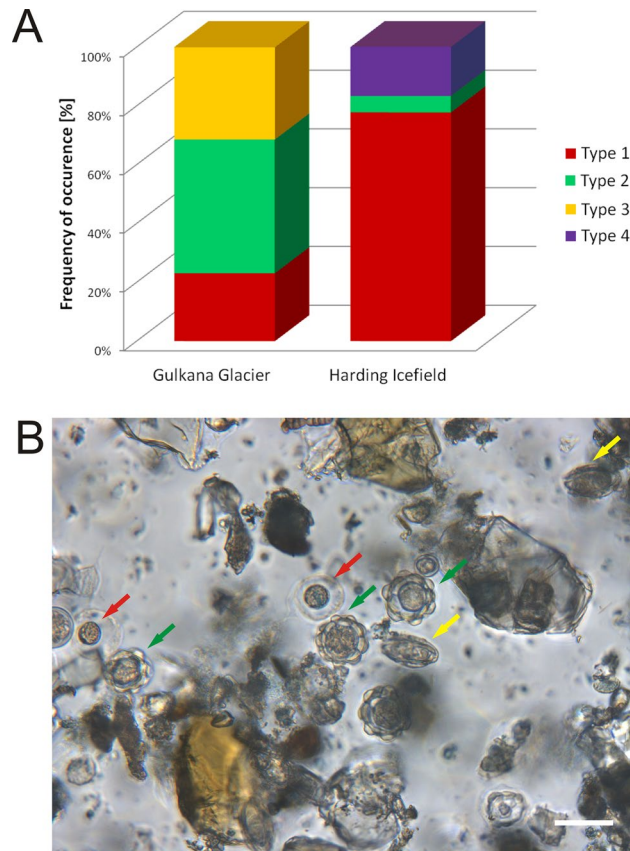 A
Frequency of occurence [%]
100%
80%
60%
40%
20%
0%
Gulkana Glacier
Harding Icefield
Type 1
Type 2
Type 3
Type 4
B